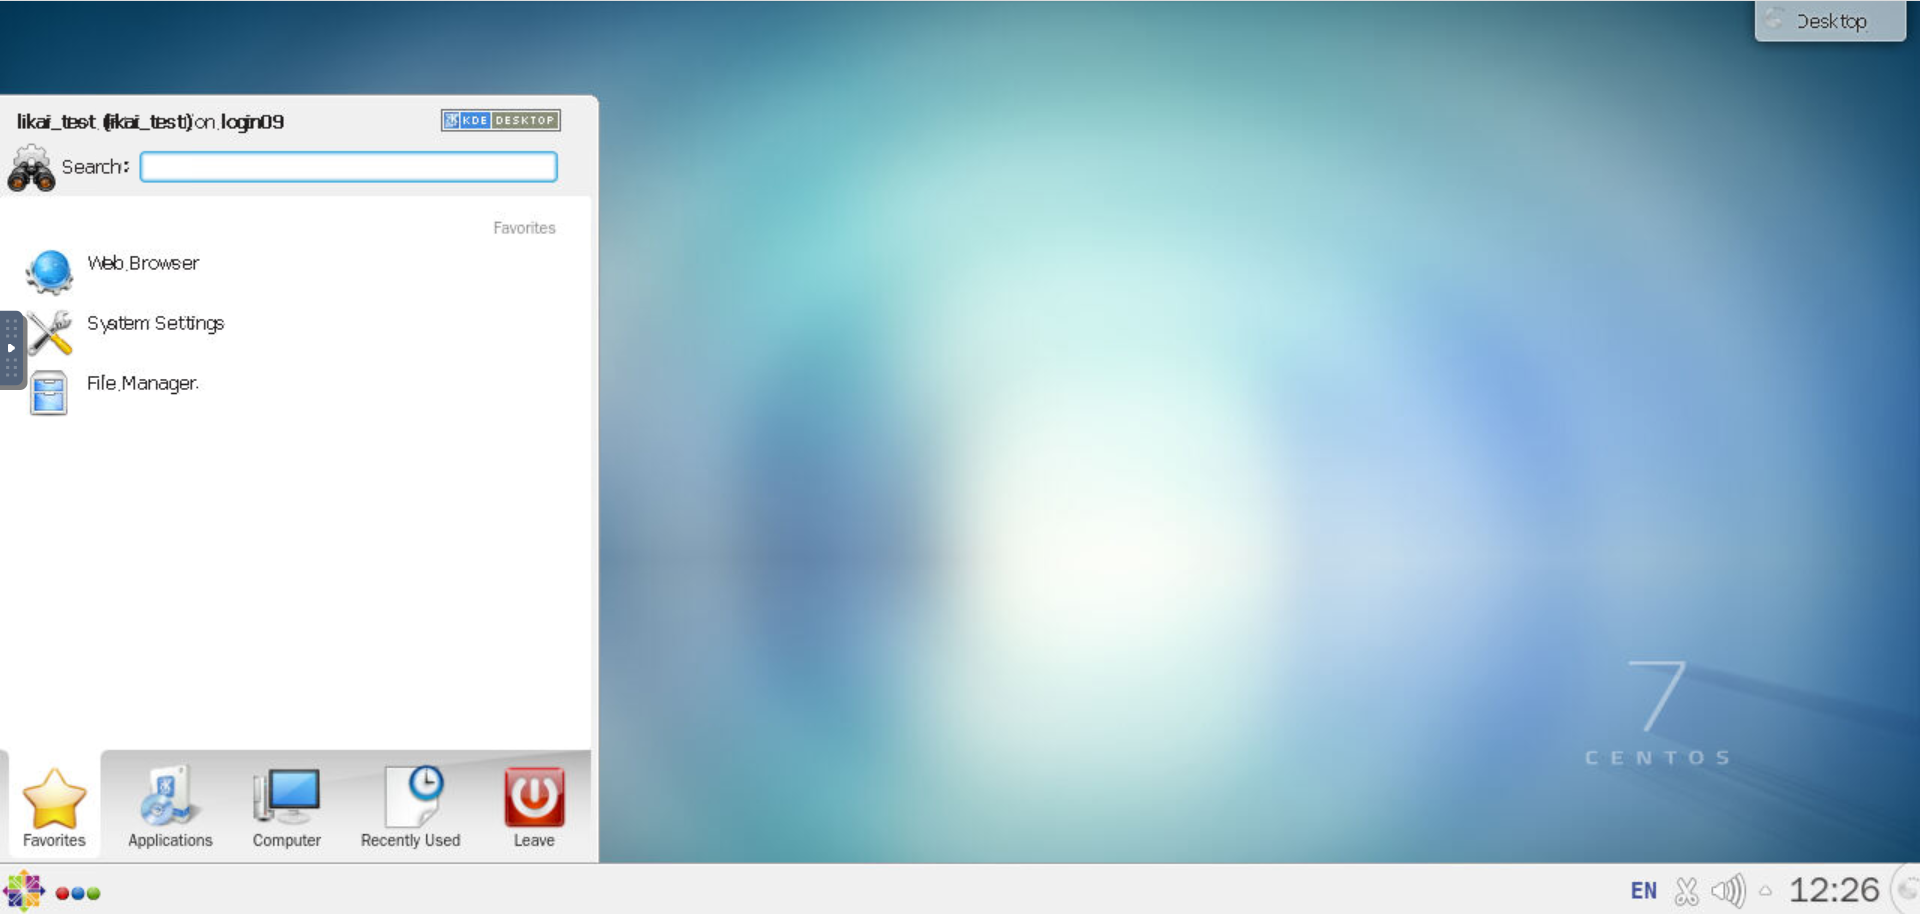 Desktop
likai_test (likai_test) on login09
KDE DESKTOP
Search:
Favorites
Web Browser
System Settings
File Manager
7
CENTOS
Favorites
Applications
Computer
Recently Used
Leave
EN
12:26